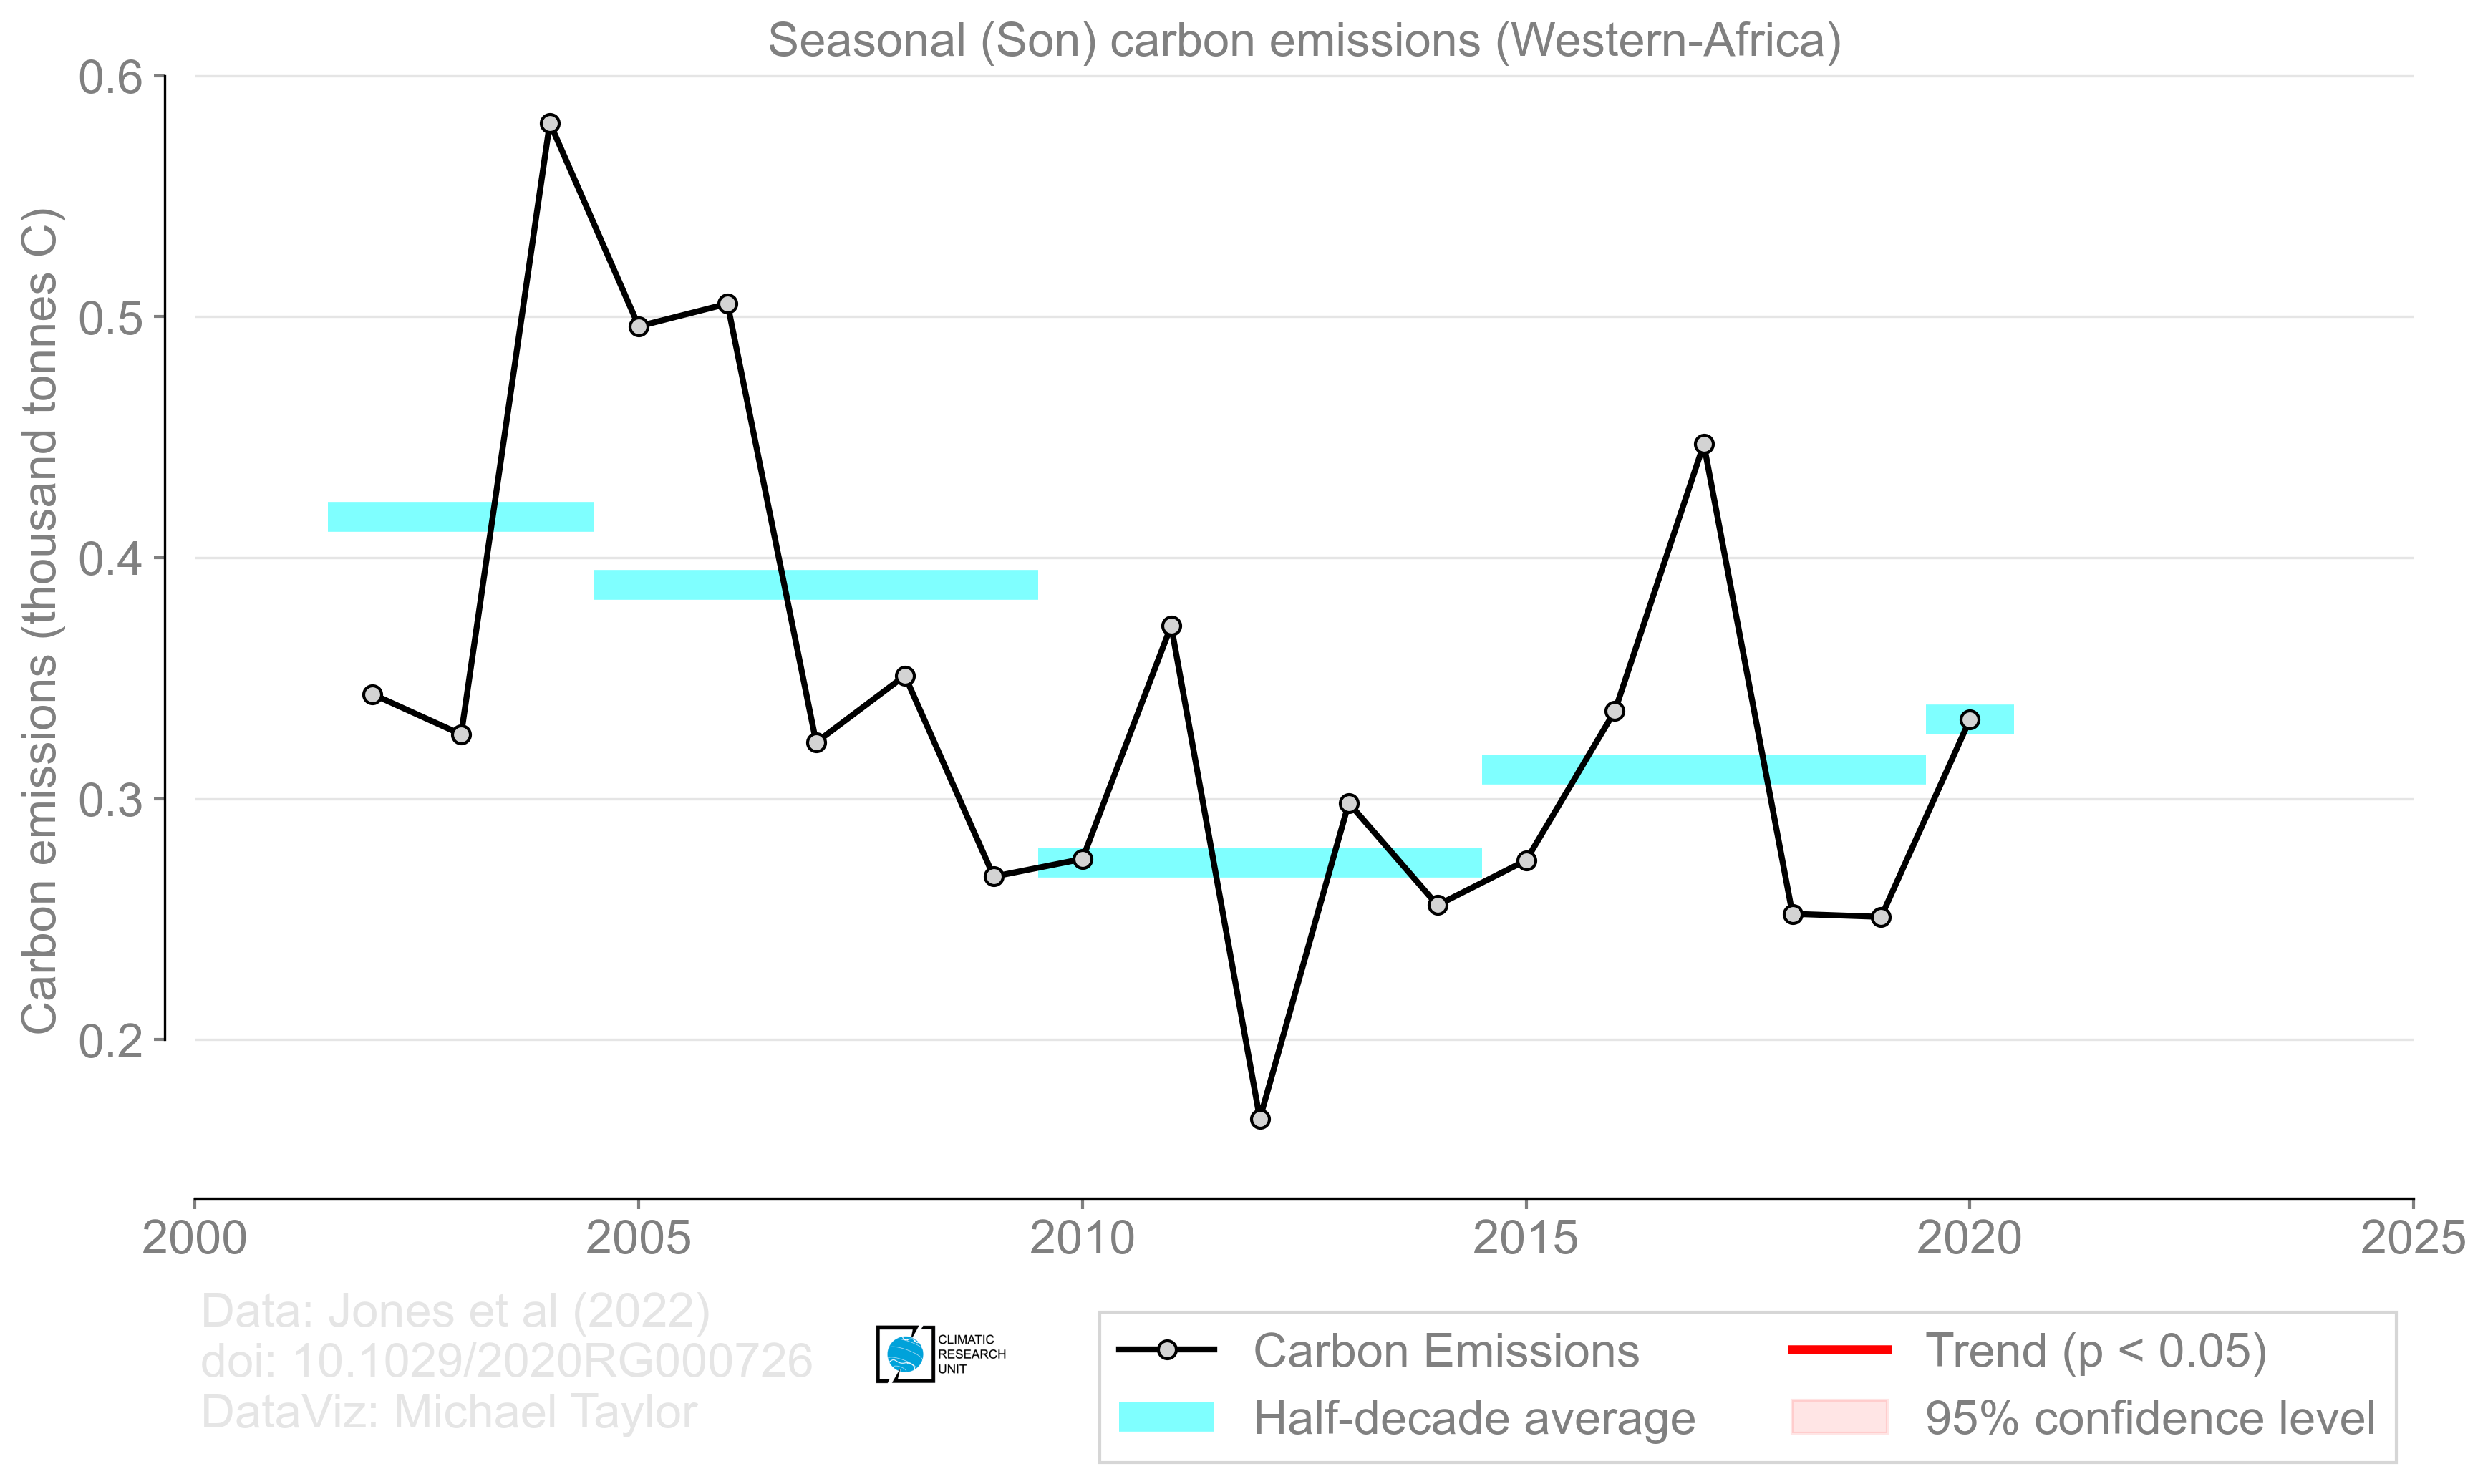 Seasonal (Son) carbon emissions (Western-Africa)
Carbon emissions (thousand tonnes C)
0.6
0.5
0.4
0.3
0.2
2000 2005 2010 2015 2020 2025
Data: Jones et al (2022)
doi: 10.1029/2020RG000726
DataViz: Michael Taylor
CLIMATIC
RESEARCH
UNIT
Carbon Emissions
Half-decade average
Trend (p < 0.05)
95% confidence level